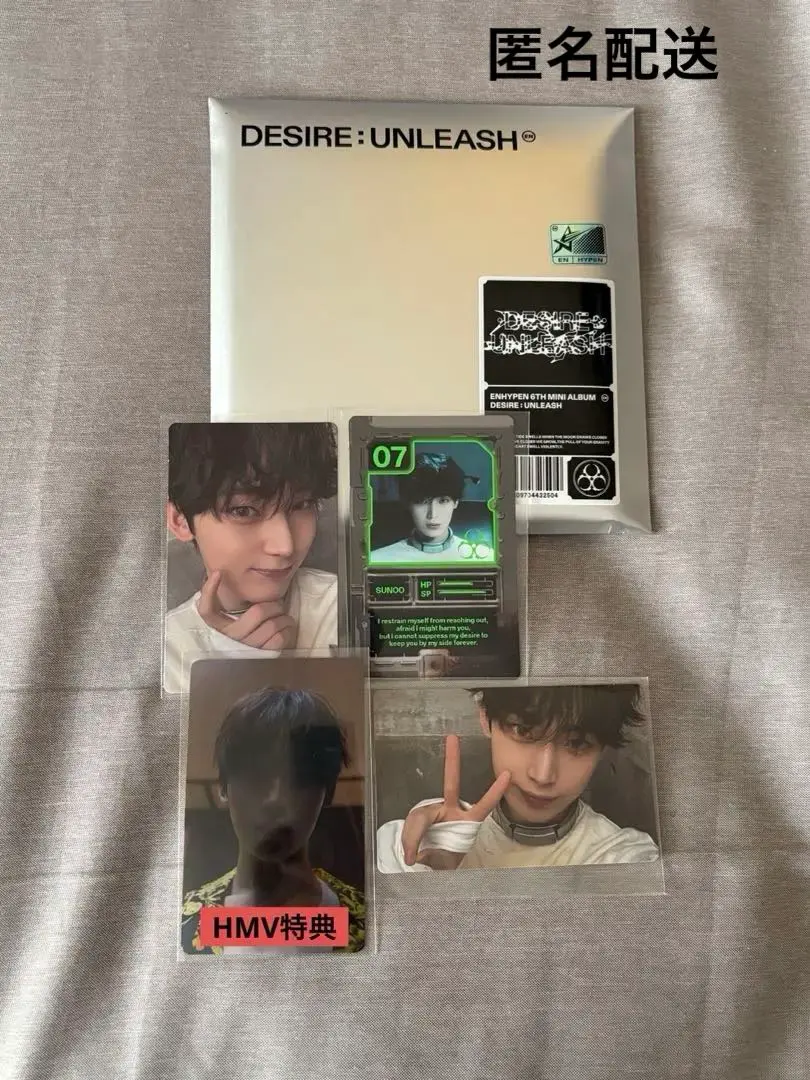 匿名配送
DESIRE : UNLEASH EN
EN HYPEN
DESIRE:
UNLEASH
ENHYPEN 6TH MINI ALBUM
DESIRE : UNLEASH
07
SUNOO
HP
SP
I restrain myself from reaching out,
afraid I might harm you,
but I cannot suppress my desire to
keep you by my side forever.
HMV特典